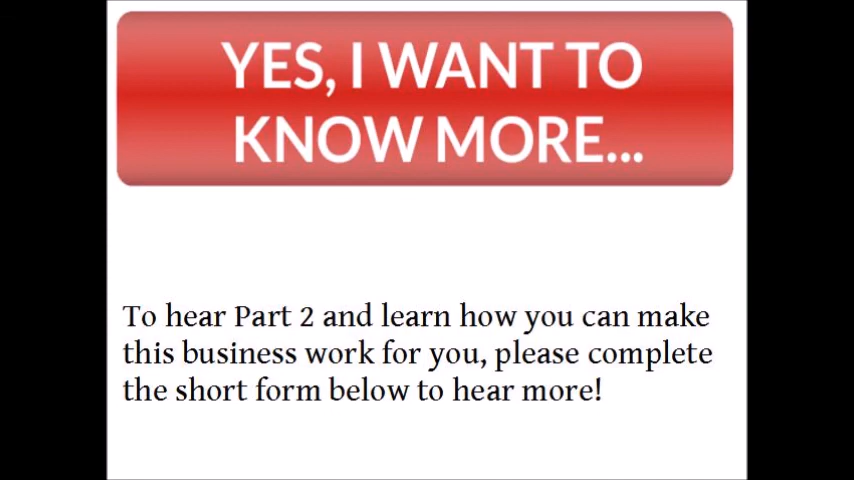 YES, I WANT TO
KNOW MORE...
To hear Part 2 and learn how you can make
this business work for you, please complete
the short form below to hear more!